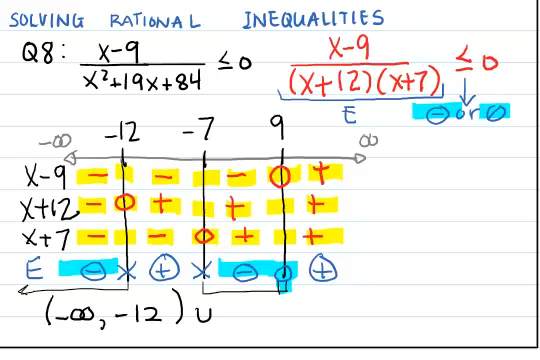 SOLVING RATIONAL INEQUALITIES
Q8: (x-9)/(x²+19x+84) ≤ 0 (x-9)/((x+12)(x+7)) ≤ 0
E ⊖ or 0
-∞ -12 -7 9 ∞
x-9 - - - 0 +
x+12 - 0 + + +
x+7 - - 0 + +
E ⊖ × ⊕ × ⊖ 0 ⊕
(-∞, -12) ∪